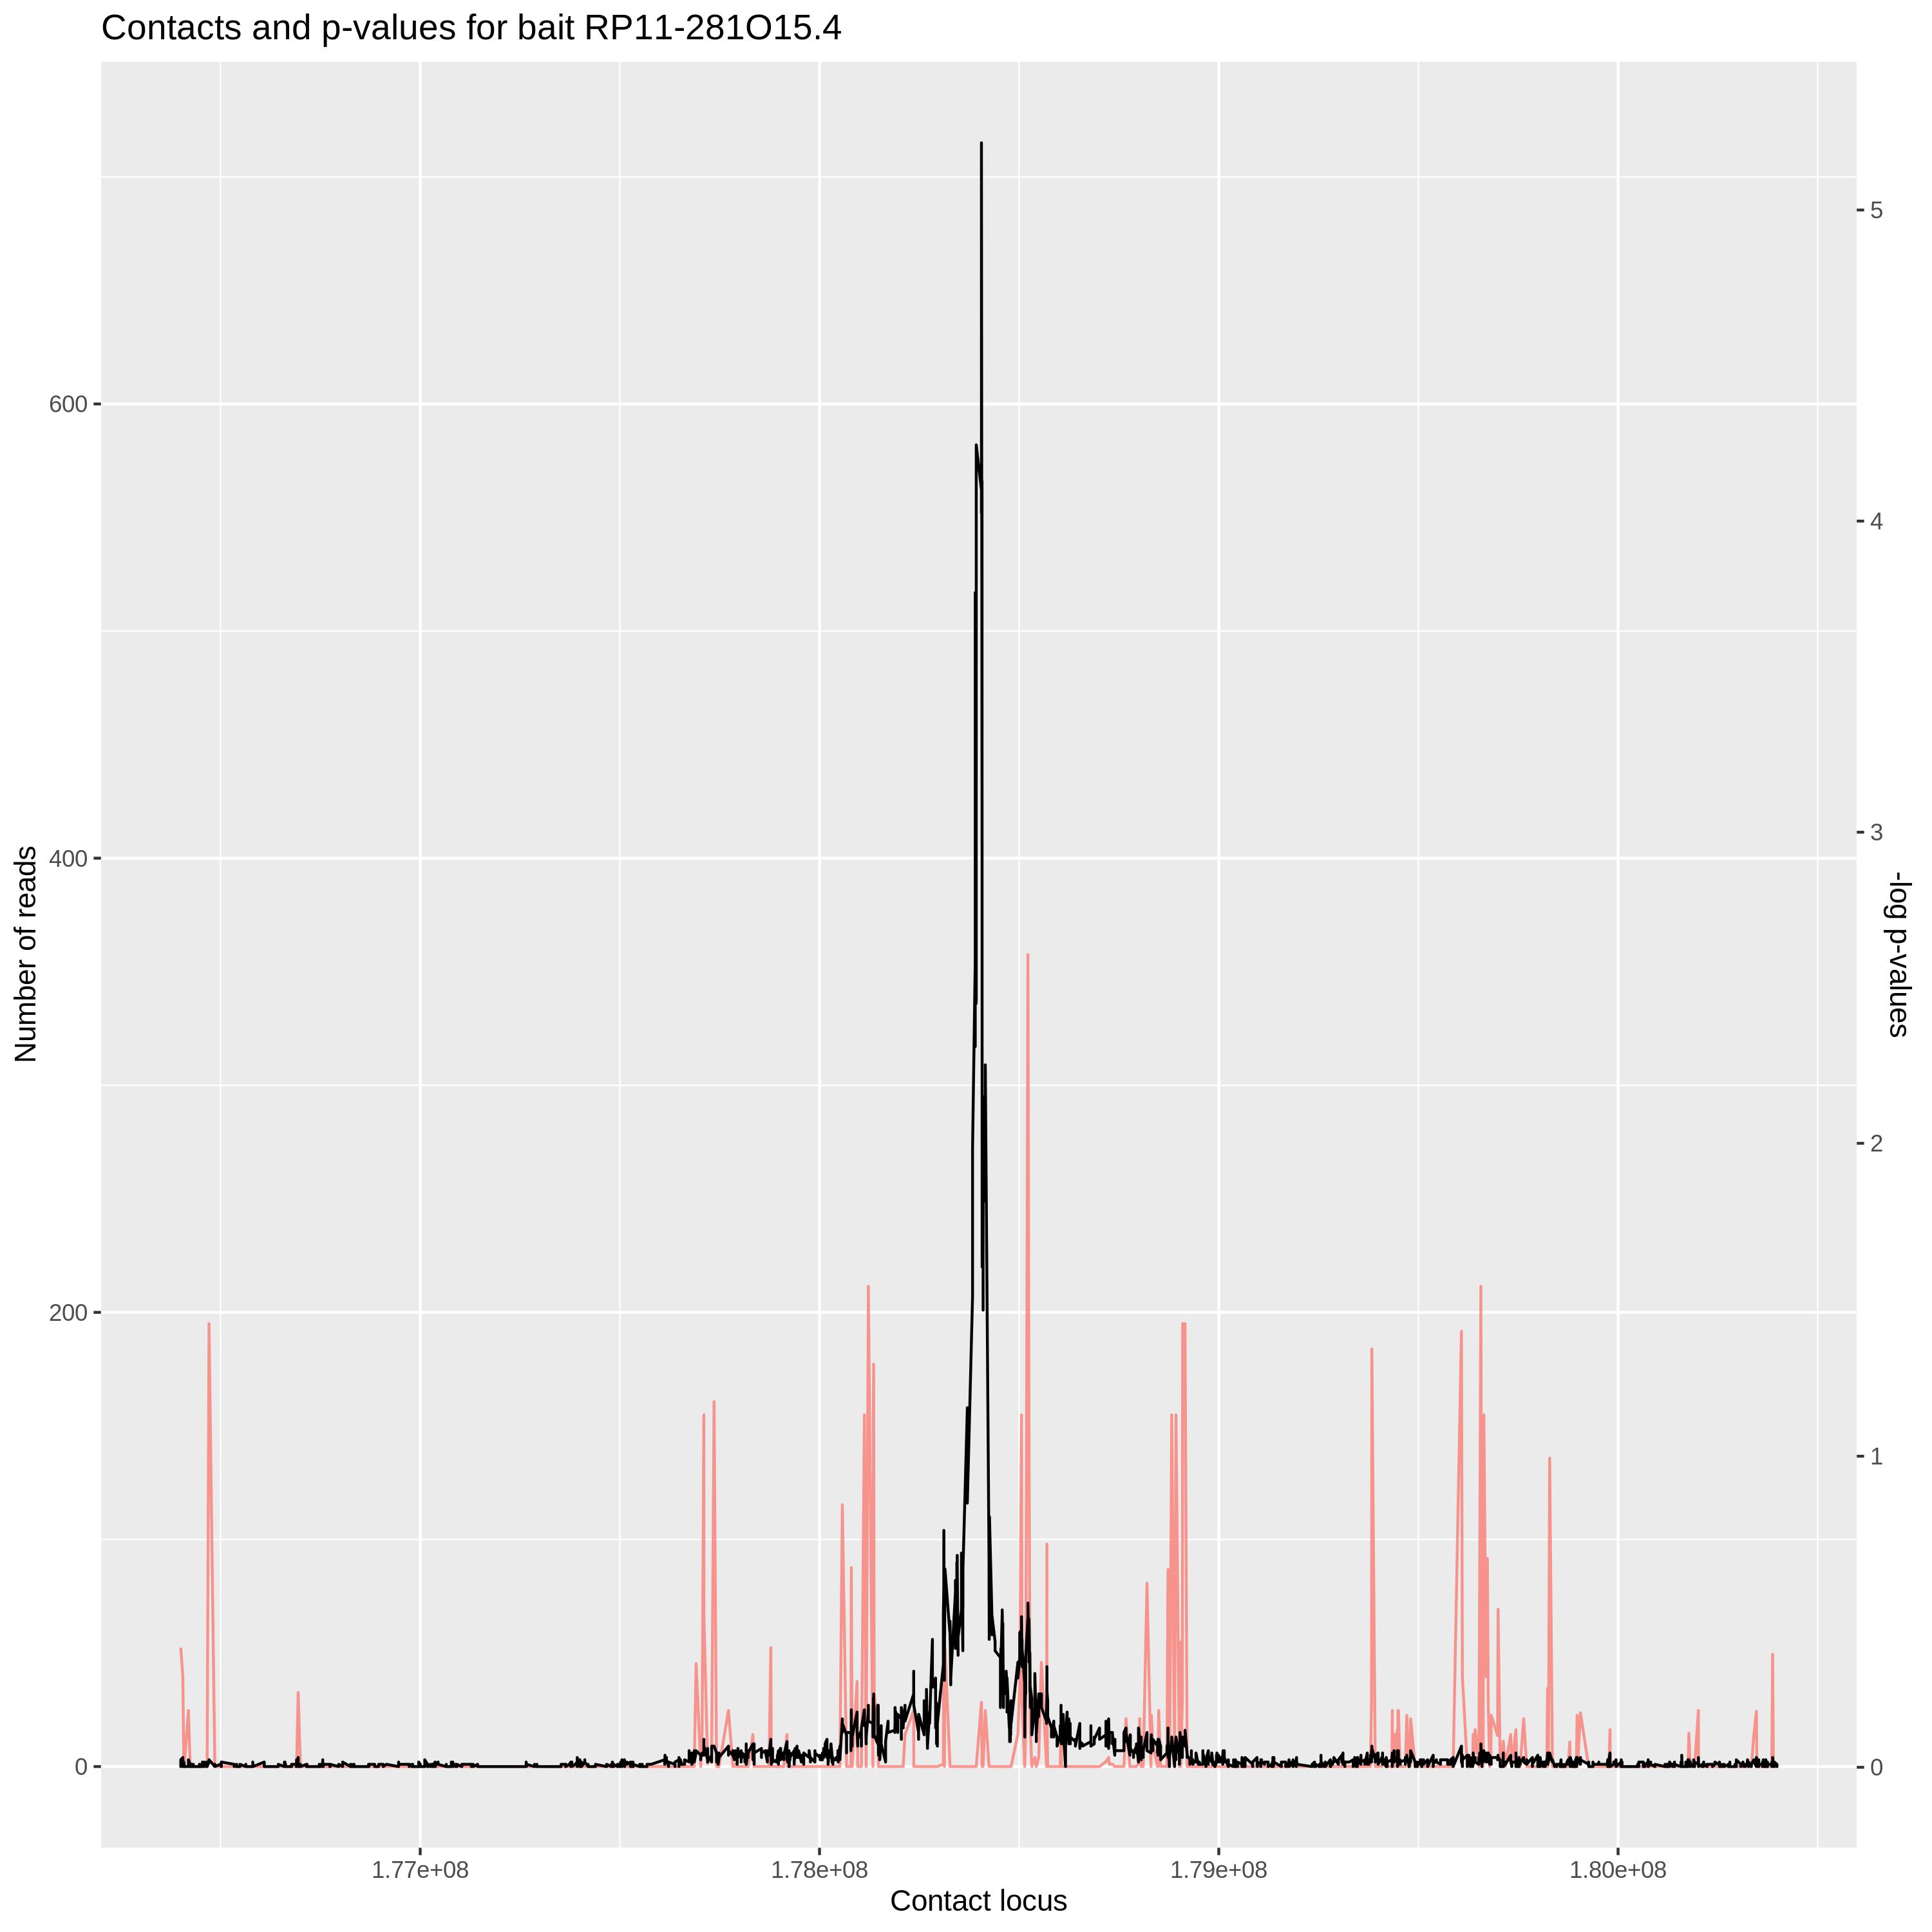 Contacts and p-values for bait RP11-281O15.4
Number of reads
600
400
200
0
5
4
3
2
1
0
-log p-values
1.77e+08 1.78e+08 1.79e+08 1.80e+08
Contact locus